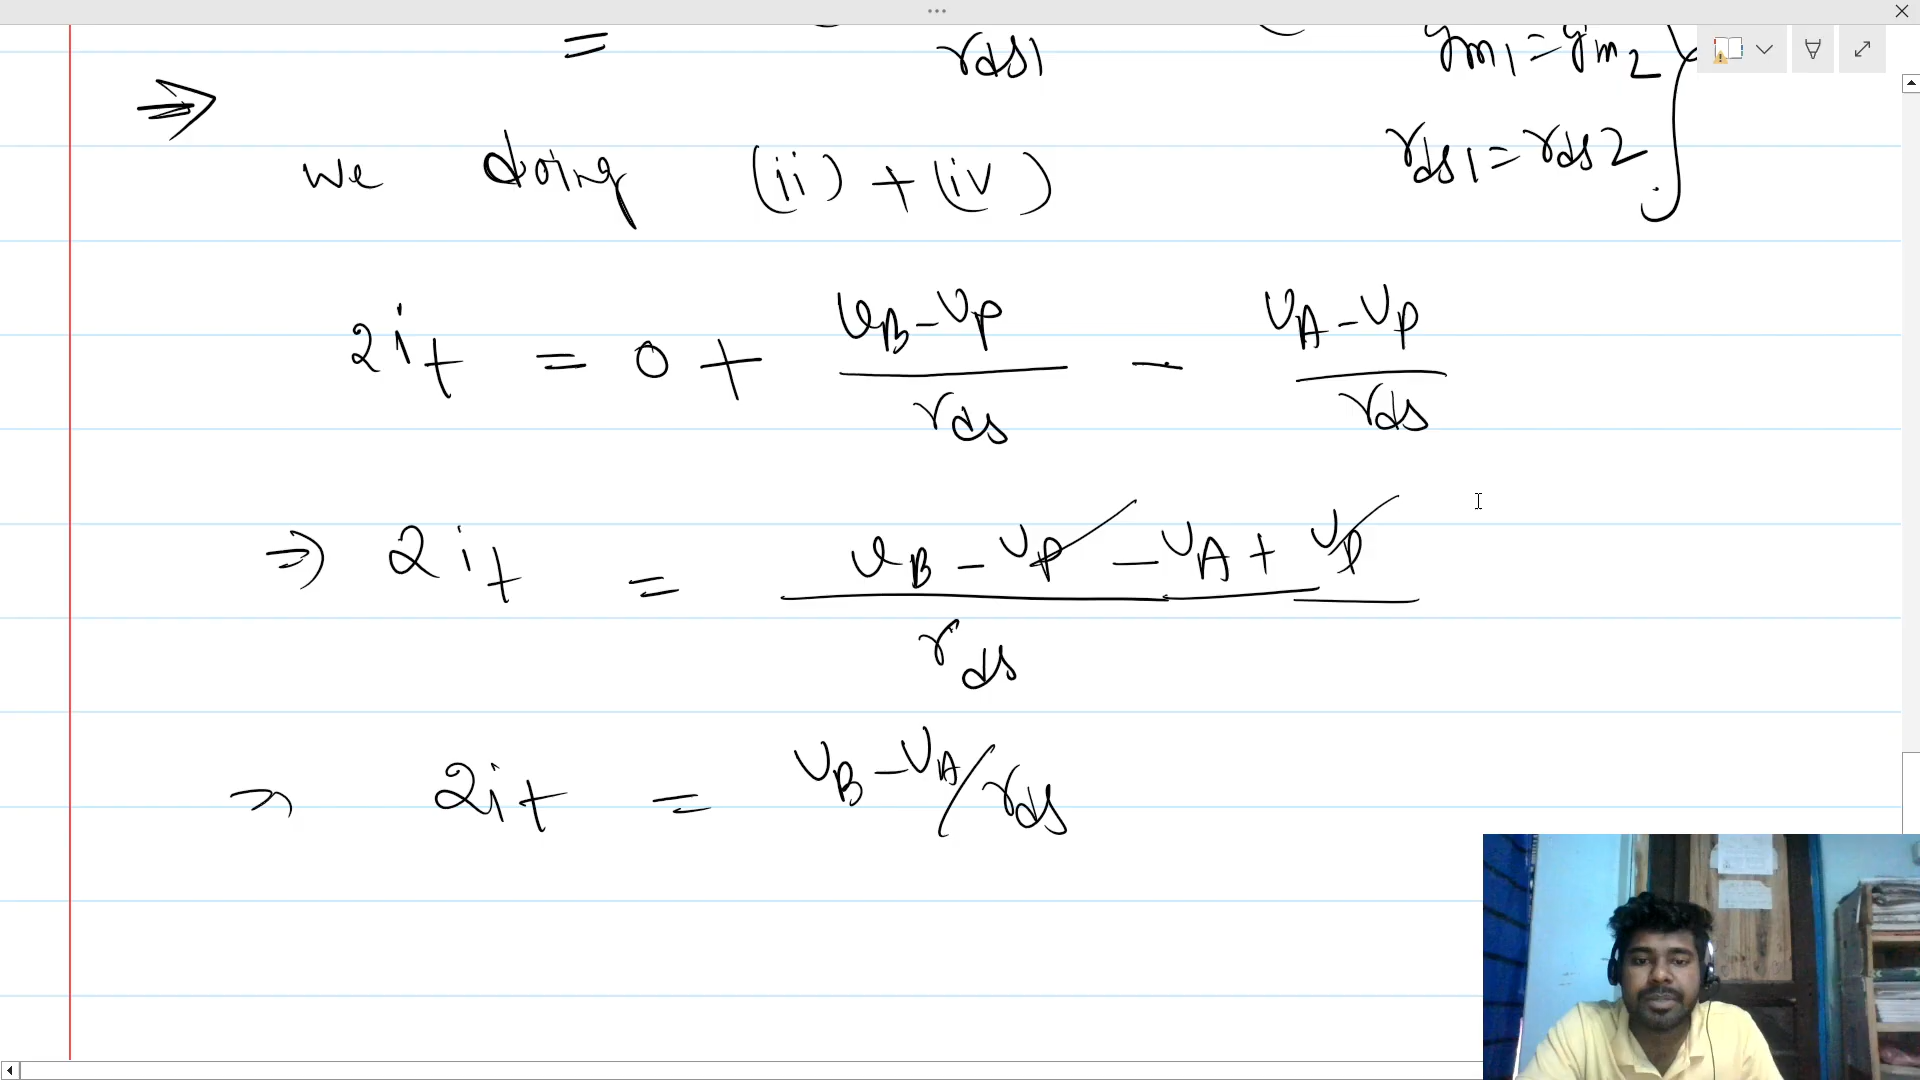 = rds1 gm1 = gm2
⇒ rds1 = rds2
we doing (ii) + (iv)
2it = 0 + vB - vP / rds - vA - vP / rds
⇒ 2it = vB - vP - vA + vP / rds
⇒ 2it = vB - vA / rds